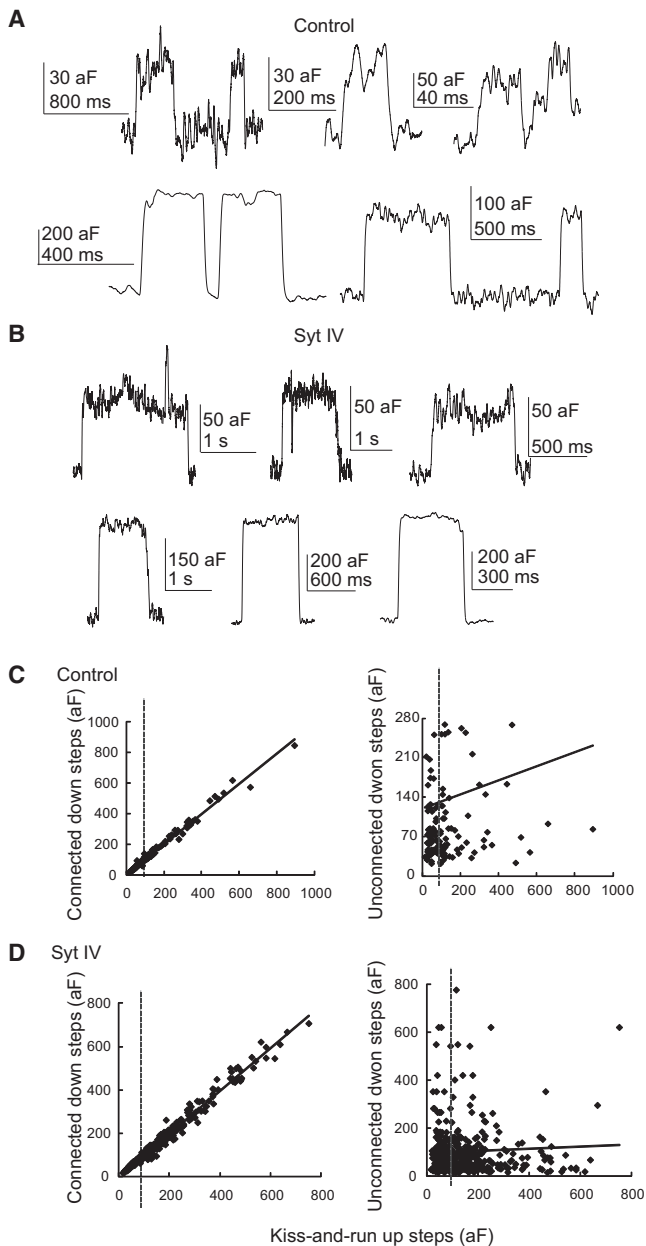 A
Control
30 aF
800 ms
30 aF
200 ms
50 aF
40 ms
200 aF
400 ms
100 aF
500 ms
B
Syt IV
50 aF
1 s
50 aF
1 s
50 aF
500 ms
150 aF
1 s
200 aF
600 ms
200 aF
300 ms
C
Control
Connected down steps (aF)
1000
800
600
400
200
0
0 200 400 600 800 1000
Unconnected dwon steps (aF)
280
210
140
70
0
0 200 400 600 800 1000
D
Syt IV
Connected down steps (aF)
800
600
400
200
0
0 200 400 600 800
Unconnected dwon steps (aF)
800
600
400
200
0
0 200 400 600 800
Kiss-and-run up steps (aF)